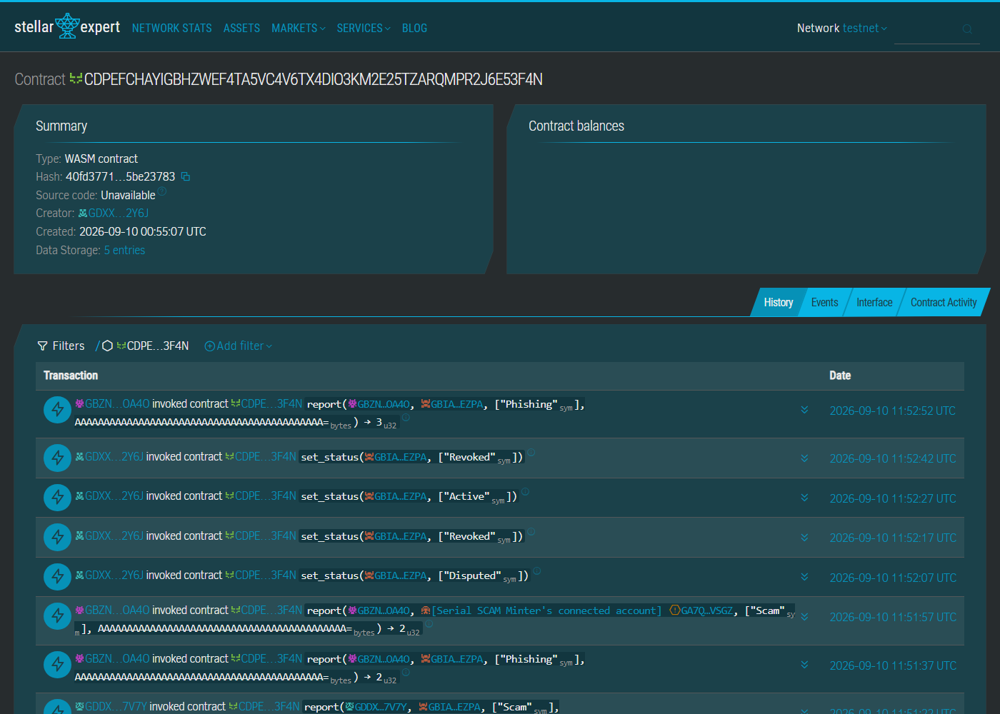 stellar expert NETWORK STATS ASSETS MARKETS SERVICES BLOG Network testnet
Contract CDPEFCHAYIGBHZWEF4TA5VC4V6TX4DIO3KM2E25TZARQMPR2J6E53F4N
Summary
Type: WASM contract
Hash: 40fd3771…5be23783
Source code: Unavailable
Creator: GDXX…2Y6J
Created: 2026-09-10 00:55:07 UTC
Data Storage: 5 entries
Contract balances
History Events Interface Contract Activity
Filters / CDPE…3F4N Add filter
Transaction Date
GBZN…OA4O invoked contract CDPE…3F4N report(GBZN…OA4O, GBIA…EZPA, ["Phishing"sym],
AAAAAAAAAAAAAAAAAAAAAAAAAAAAAAAAAAAAAAAAAAA=bytes) → 3u32
2026-09-10 11:52:52 UTC
GDXX…2Y6J invoked contract CDPE…3F4N set_status(GBIA…EZPA, ["Revoked"sym])
2026-09-10 11:52:42 UTC
GDXX…2Y6J invoked contract CDPE…3F4N set_status(GBIA…EZPA, ["Active"sym])
2026-09-10 11:52:27 UTC
GDXX…2Y6J invoked contract CDPE…3F4N set_status(GBIA…EZPA, ["Revoked"sym])
2026-09-10 11:52:17 UTC
GDXX…2Y6J invoked contract CDPE…3F4N set_status(GBIA…EZPA, ["Disputed"sym])
2026-09-10 11:52:07 UTC
GBZN…OA4O invoked contract CDPE…3F4N report(GBZN…OA4O, [Serial SCAM Minter's connected account] GA7Q…VSGZ, ["Scam"sy
m], AAAAAAAAAAAAAAAAAAAAAAAAAAAAAAAAAAAAAAAAAAA=bytes) → 2u32
2026-09-10 11:51:57 UTC
GBZN…OA4O invoked contract CDPE…3F4N report(GBZN…OA4O, GBIA…EZPA, ["Phishing"sym],
AAAAAAAAAAAAAAAAAAAAAAAAAAAAAAAAAAAAAAAAAAA=bytes) → 2u32
2026-09-10 11:51:37 UTC
GDDX…7V7Y invoked contract CDPE…3F4N report(GDDX…7V7Y, GBIA…EZPA, ["Scam"sym],